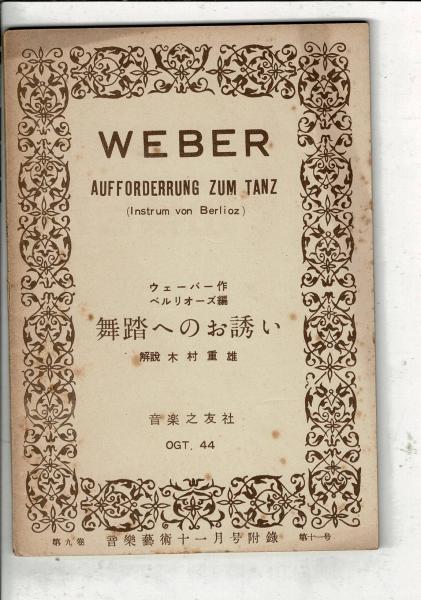 WEBER
AUFFORDERRUNG ZUM TANZ
(Instrum von Berlioz)
ウェーバー作
ベルリオーズ編
舞踏へのお誘い
解説 木村重雄
音楽之友社
OGT. 44
第九巻 音樂藝術十一月号附錄 第十一号